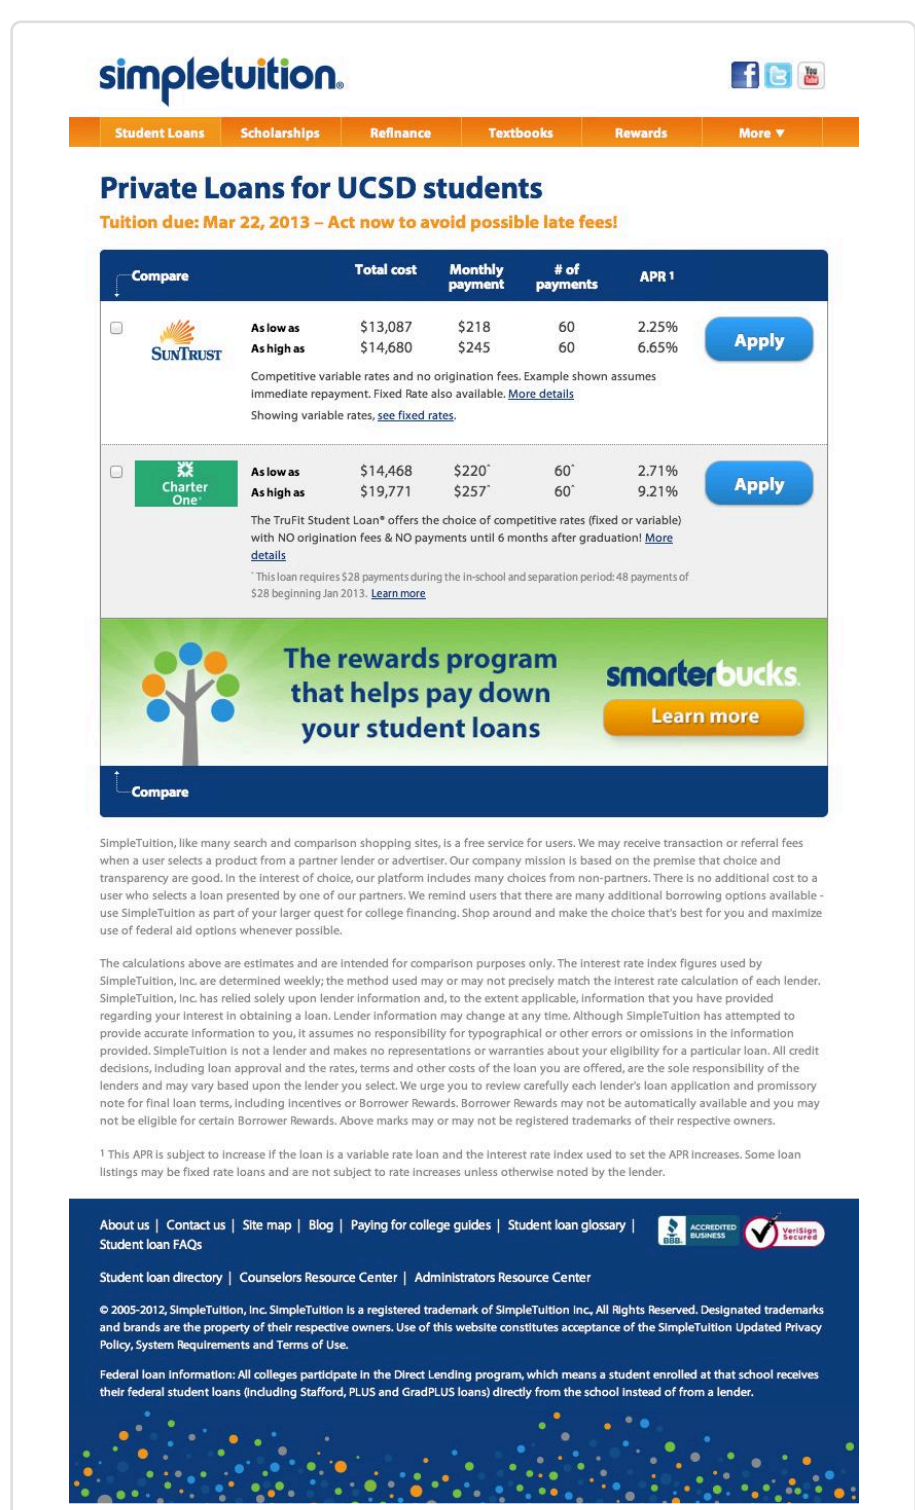 simpletuition®
f
You Tube
Student Loans Scholarships Refinance Textbooks Rewards More ▼
Private Loans for UCSD students
Tuition due: Mar 22, 2013 – Act now to avoid possible late fees!
Compare Total cost Monthly payment # of payments APR 1
SUNTRUST
As low as $13,087 $218 60 2.25%
As high as $14,680 $245 60 6.65%
Apply
Competitive variable rates and no origination fees. Example shown assumes
immediate repayment. Fixed Rate also available. More details
Showing variable rates, see fixed rates.
Charter
One®
As low as $14,468 $220* 60* 2.71%
As high as $19,771 $257* 60* 9.21%
Apply
The TruFit Student Loan® offers the choice of competitive rates (fixed or variable)
with NO origination fees & NO payments until 6 months after graduation! More
details
*This loan requires $28 payments during the in-school and separation period: 48 payments of
$28 beginning Jan 2013. Learn more
The rewards program
that helps pay down
your student loans
smarterbucks.
Learn more
Compare
SimpleTuition, like many search and comparison shopping sites, is a free service for users. We may receive transaction or referral fees
when a user selects a product from a partner lender or advertiser. Our company mission is based on the premise that choice and
transparency are good. In the interest of choice, our platform includes many choices from non-partners. There is no additional cost to a
user who selects a loan presented by one of our partners. We remind users that there are many additional borrowing options available -
use SimpleTuition as part of your larger quest for college financing. Shop around and make the choice that's best for you and maximize
use of federal aid options whenever possible.
The calculations above are estimates and are intended for comparison purposes only. The interest rate index figures used by
SimpleTuition, Inc. are determined weekly; the method used may or may not precisely match the interest rate calculation of each lender.
SimpleTuition, Inc. has relied solely upon lender information and, to the extent applicable, information that you have provided
regarding your interest in obtaining a loan. Lender information may change at any time. Although SimpleTuition has attempted to
provide accurate information to you, it assumes no responsibility for typographical or other errors or omissions in the information
provided. SimpleTuition is not a lender and makes no representations or warranties about your eligibility for a particular loan. All credit
decisions, including loan approval and the rates, terms and other costs of the loan you are offered, are the sole responsibility of the
lenders and may vary based upon the lender you select. We urge you to review carefully each lender's loan application and promissory
note for final loan terms, including incentives or Borrower Rewards. Borrower Rewards may not be automatically available and you may
not be eligible for certain Borrower Rewards. Above marks may or may not be registered trademarks of their respective owners.
1 This APR is subject to increase if the loan is a variable rate loan and the interest rate index used to set the APR increases. Some loan
listings may be fixed rate loans and are not subject to rate increases unless otherwise noted by the lender.
About us | Contact us | Site map | Blog | Paying for college guides | Student loan glossary |
Student loan FAQs
BBB. ACCREDITED BUSINESS
VeriSign Secured
Student loan directory | Counselors Resource Center | Administrators Resource Center
© 2005-2012, SimpleTuition, Inc. SimpleTuition is a registered trademark of SimpleTuition Inc., All Rights Reserved. Designated trademarks
and brands are the property of their respective owners. Use of this website constitutes acceptance of the SimpleTuition Updated Privacy
Policy, System Requirements and Terms of Use.
Federal loan information: All colleges participate in the Direct Lending program, which means a student enrolled at that school receives
their federal student loans (including Stafford, PLUS and GradPLUS loans) directly from the school instead of from a lender.